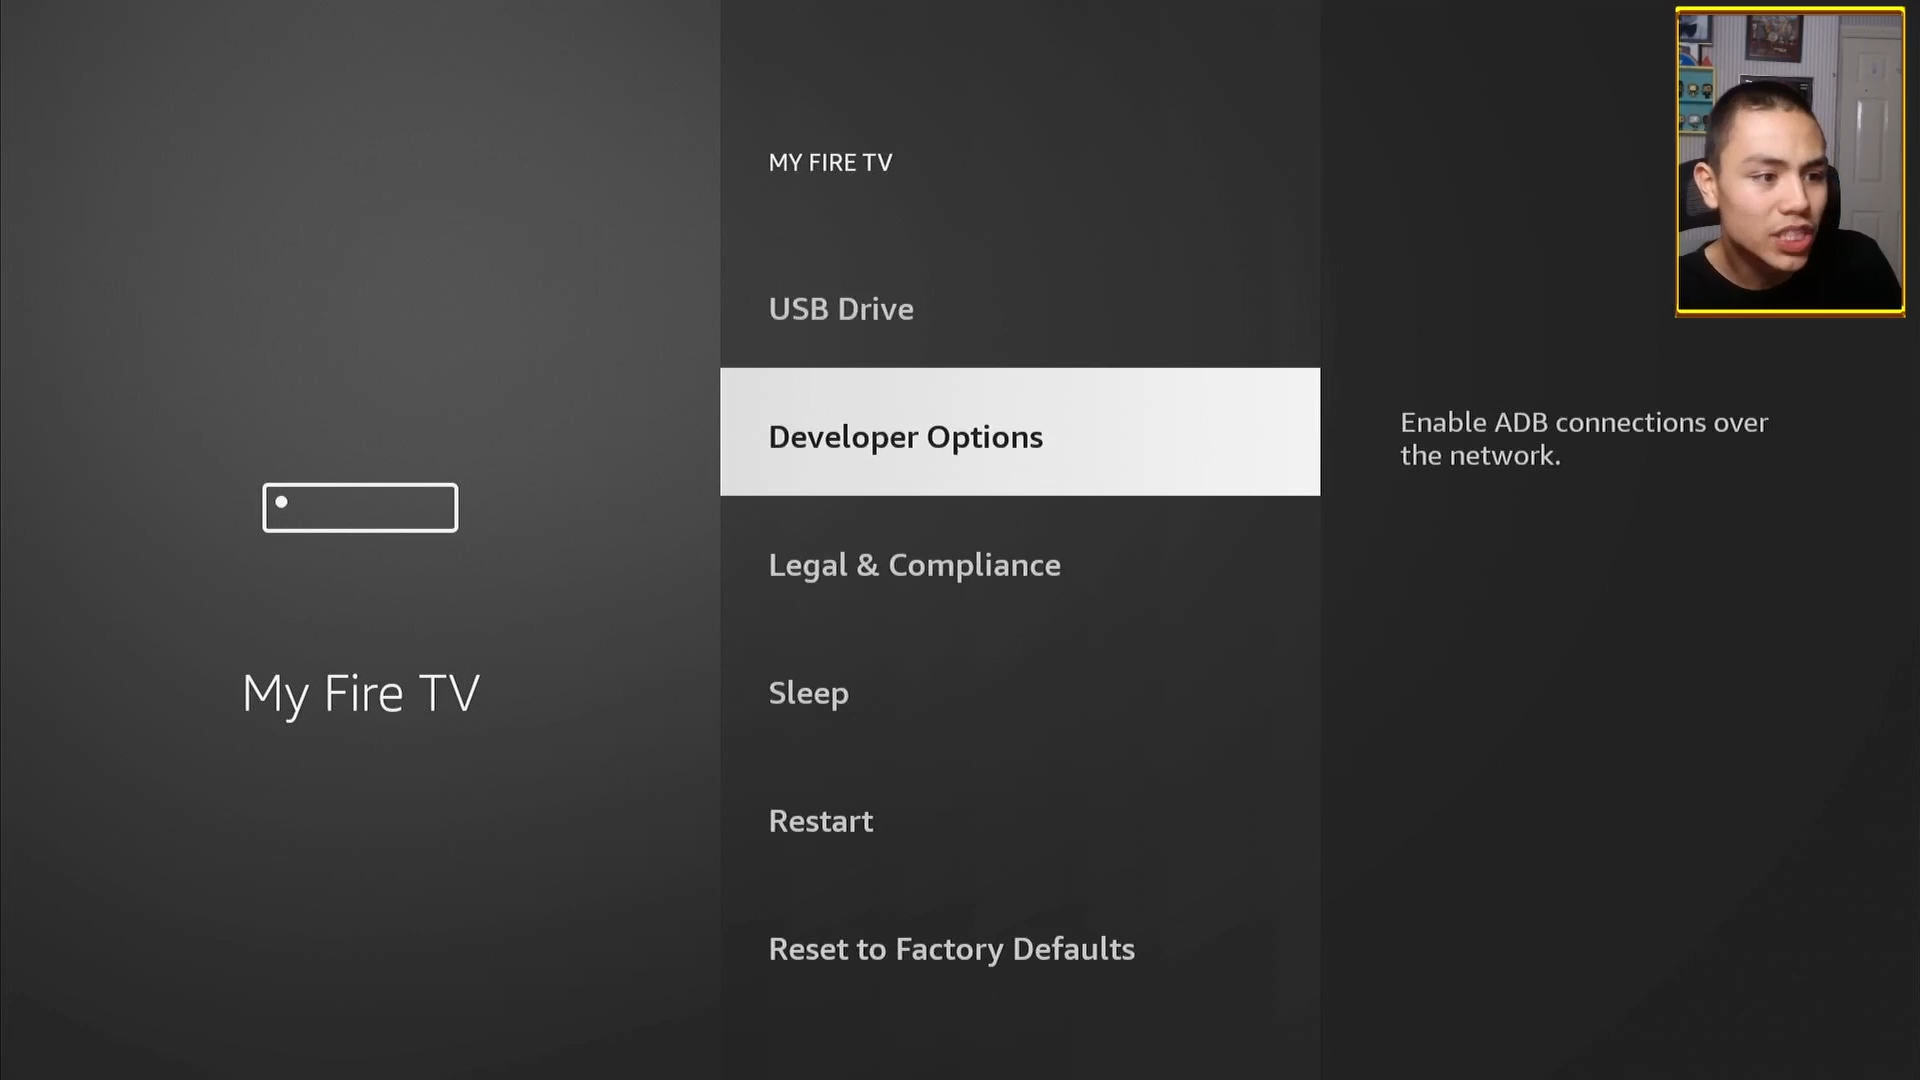 MY FIRE TV
USB Drive
Developer Options
Enable ADB connections over
the network.
Legal & Compliance
My Fire TV
Sleep
Restart
Reset to Factory Defaults